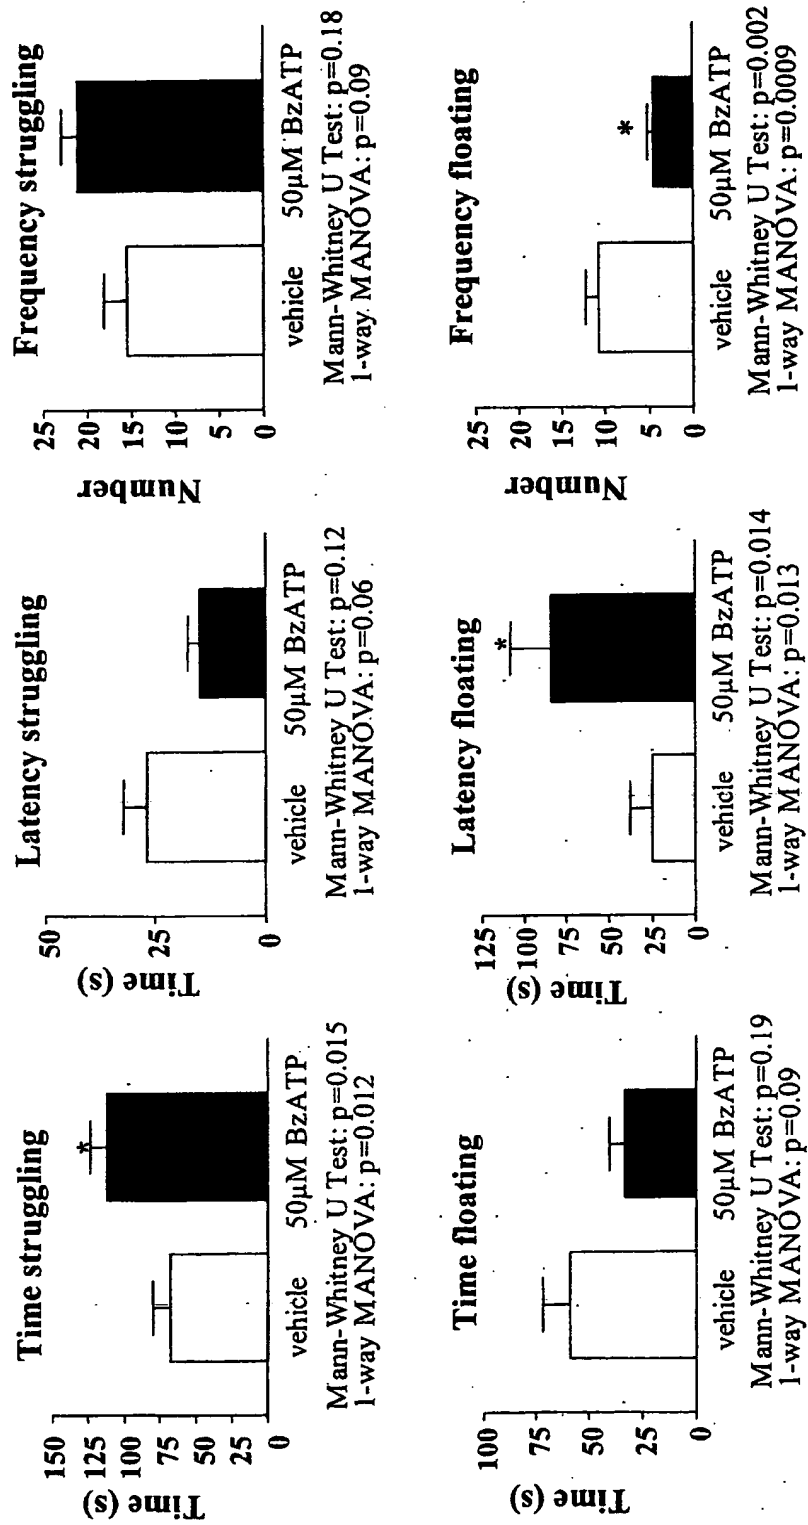 Time struggling
Time (s)
150
125
100
75
50
25
0
*
vehicle 50µM BzATP
Mann-Whitney U Test: p=0.015
1-way MANOVA: p=0.012
Latency struggling
Time (s)
50
25
0
vehicle 50µM BzATP
Mann-Whitney U Test: p=0.12
1-way MANOVA: p=0.06
Frequency struggling
Number
25
20
15
10
5
0
vehicle 50µM BzATP
Mann-Whitney U Test: p=0.18
1-way MANOVA: p=0.09
Time floating
Time (s)
100
75
50
25
0
vehicle 50µM BzATP
Mann-Whitney U Test: p=0.19
1-way MANOVA: p=0.09
Latency floating
Time (s)
125
100
75
50
25
0
*
vehicle 50µM BzATP
Mann-Whitney U Test: p=0.014
1-way MANOVA: p=0.013
Frequency floating
Number
25
20
15
10
5
0
*
vehicle 50µM BzATP
Mann-Whitney U Test: p=0.002
1-way MANOVA: p=0.0009